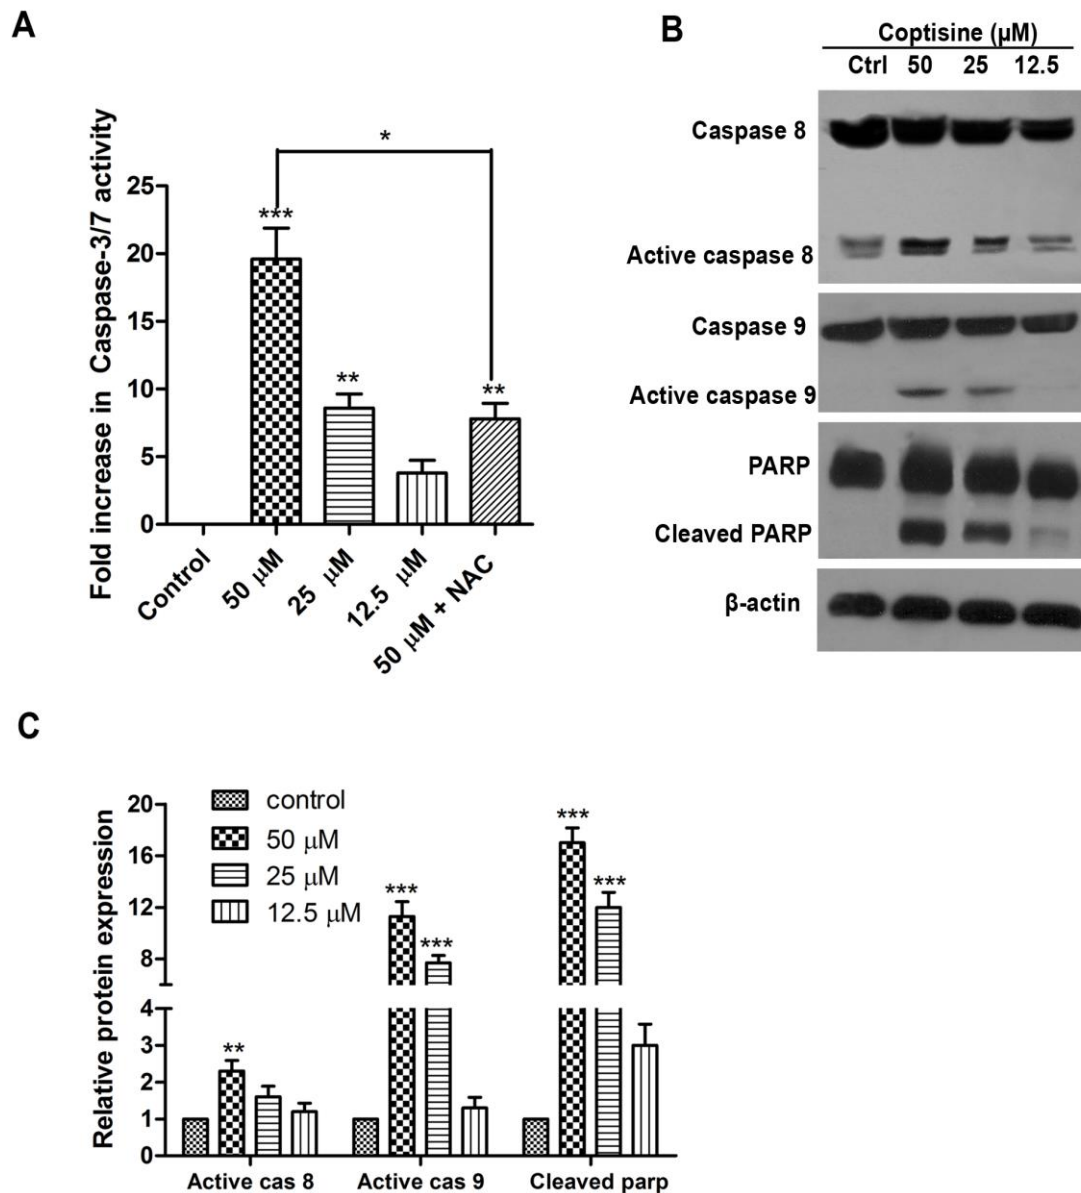 A
Fold increase in Caspase-3/7 activity
*
25
20
15
10
5
0
***
**
**
Control
50 μM
25 μM
12.5 μM
50 μM + NAC
B
Coptisine (μM)
Ctrl 50 25 12.5
Caspase 8
Active caspase 8
Caspase 9
Active caspase 9
PARP
Cleaved PARP
β-actin
C
Relative protein expression
control
50 μM
25 μM
12.5 μM
20
16
12
8
4
3
2
1
0
**
***
***
***
***
Active cas 8 Active cas 9 Cleaved parp